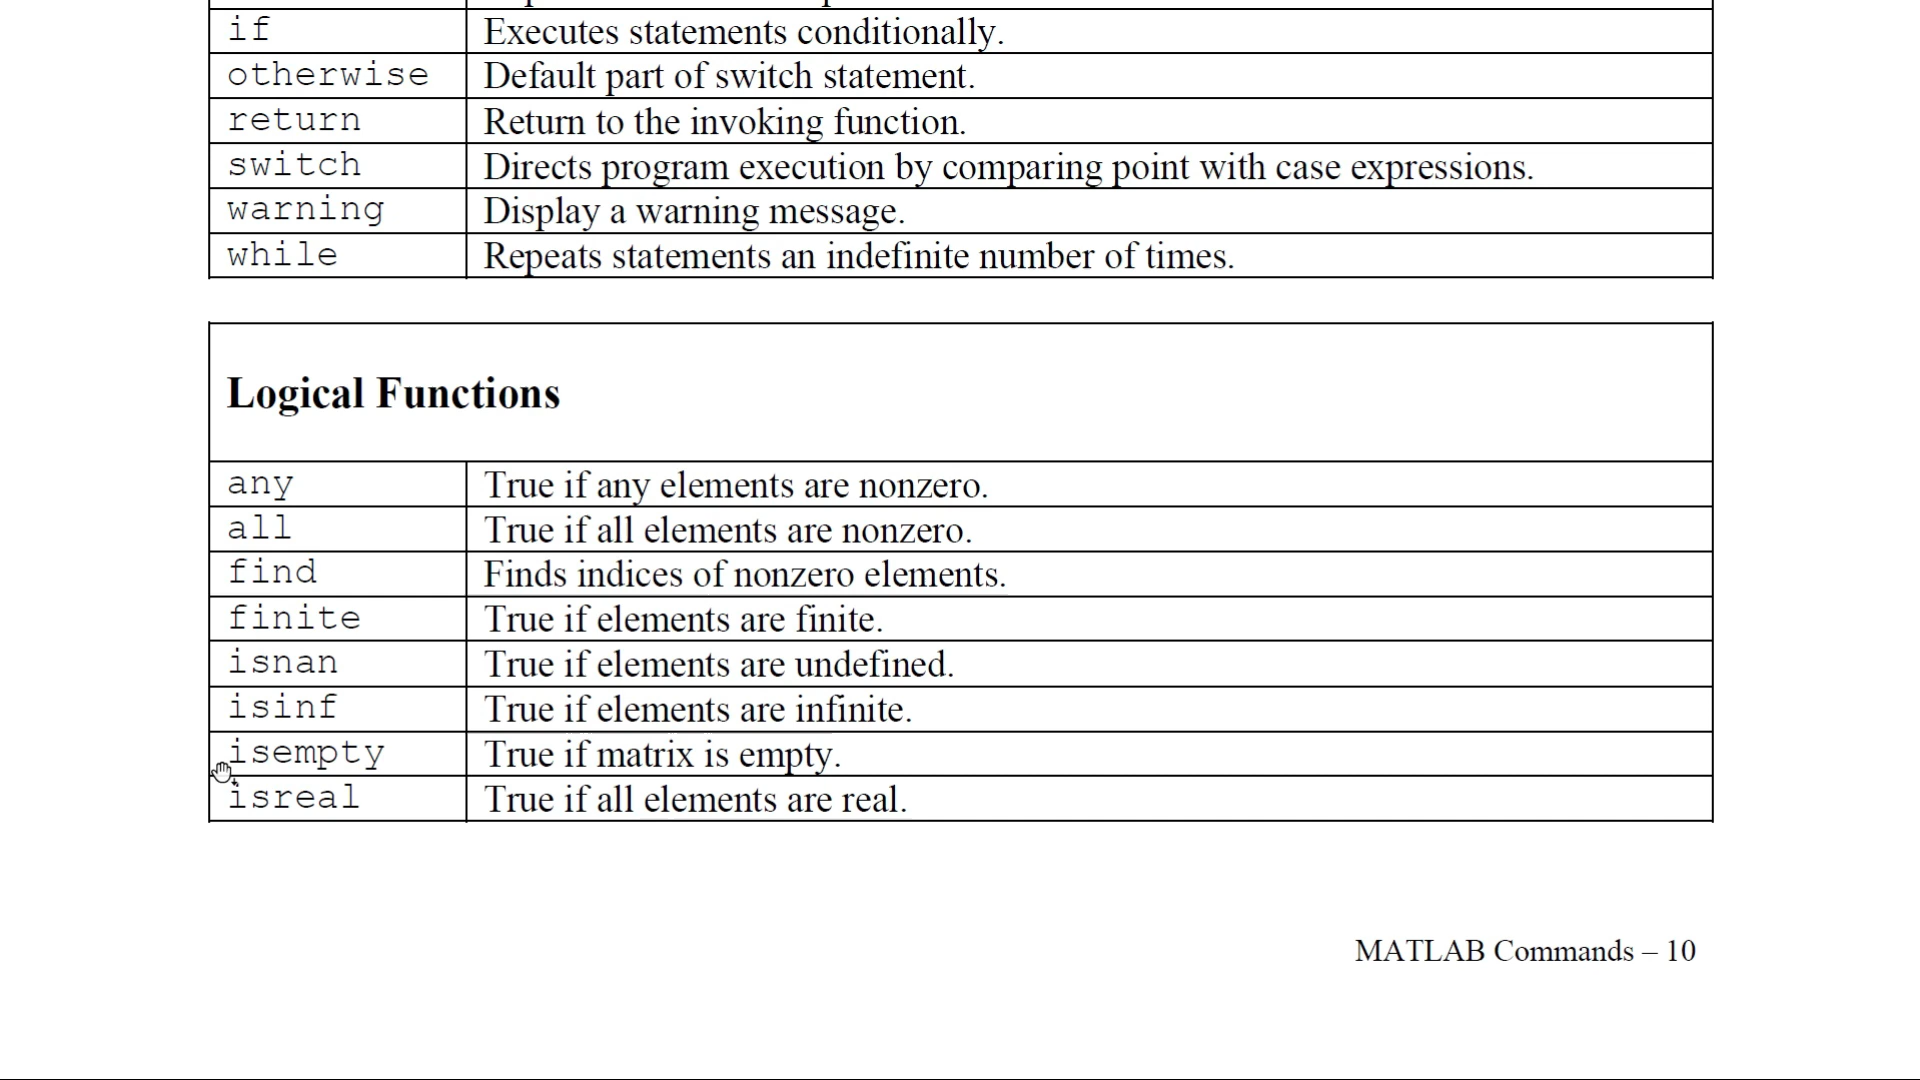 if Executes statements conditionally.
otherwise Default part of switch statement.
return Return to the invoking function.
switch Directs program execution by comparing point with case expressions.
warning Display a warning message.
while Repeats statements an indefinite number of times.
Logical Functions
any True if any elements are nonzero.
all True if all elements are nonzero.
find Finds indices of nonzero elements.
finite True if elements are finite.
isnan True if elements are undefined.
isinf True if elements are infinite.
isempty True if matrix is empty.
isreal True if all elements are real.
MATLAB Commands – 10